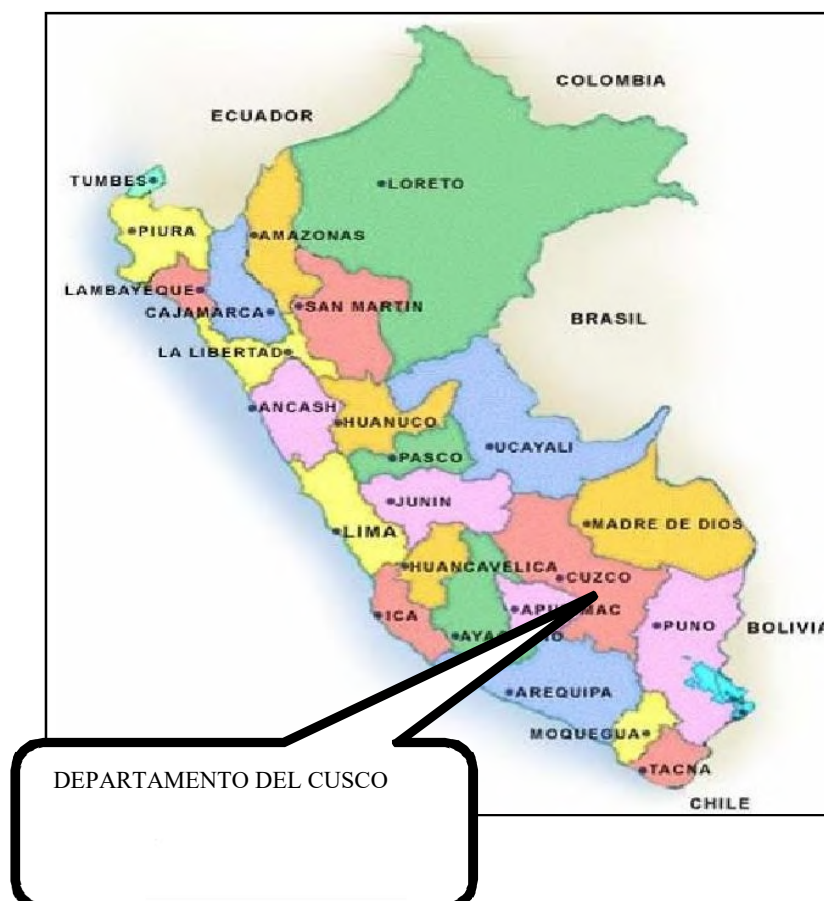 COLOMBIA
ECUADOR
TUMBES
LORETO
PIURA
AMAZONAS
LAMBAYEQUE
CAJAMARCA
SAN MARTIN
BRASIL
LA LIBERTAD
ANCASH
HUANUCO
UCAYALI
PASCO
JUNIN
MADRE DE DIOS
LIMA
HUANCAVELICA
CUZCO
ICA
PUNO
BOLIVIA
AREQUIPA
MOQUEGUA
TACNA
CHILE
DEPARTAMENTO DEL CUSCO